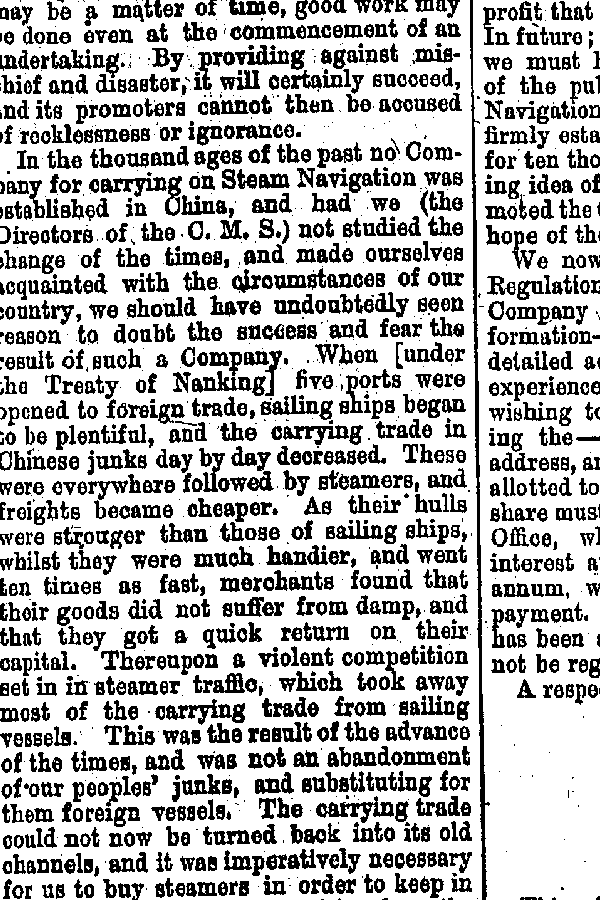 may be a matter of time, good work may
be done even at the commencement of an
undertaking. By providing against mis-
chief and disaster, it will certainly succeed,
and its promoters cannot then be accused
of recklessness or ignorance.
In the thousand ages of the past no Com-
pany for carrying on Steam Navigation was
established in China, and had we (the
Directors of the C. M. S.) not studied the
change of the times, and made ourselves
acquainted with the circumstances of our
country, we should have undoubtedly seen
reason to doubt the success and fear the
result of such a Company. When [under
the Treaty of Nanking] five ports were
opened to foreign trade, sailing ships began
to be plentiful, and the carrying trade in
Chinese junks day by day decreased. These
were everywhere followed by steamers, and
freights became cheaper. As their hulls
were stronger than those of sailing ships,
whilst they were much handier, and went
ten times as fast, merchants found that
their goods did not suffer from damp, and
that they got a quick return on their
capital. Thereupon a violent competition
set in in steamer traffic, which took away
most of the carrying trade from sailing
vessels. This was the result of the advance
of the times, and was not an abandonment
of our peoples' junks, and substituting for
them foreign vessels. The carrying trade
could not now be turned back into its old
channels, and it was imperatively necessary
for us to buy steamers in order to keep in
profit that
In future;
we must
of the
Navigation
firmly
for ten
ing idea of
moted the
hope of
We now
Regulation
Company
formation-
detailed
experience
wishing to
ing the—
address,
allotted to
share must
Office,
interest
annum,
payment.
has been
not be
A